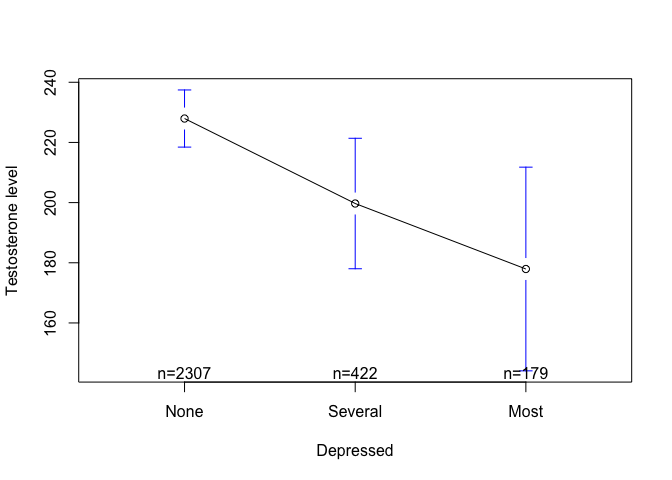 Testosterone level
240
220
200
180
160
n=2307 n=422 n=179
None Several Most
Depressed